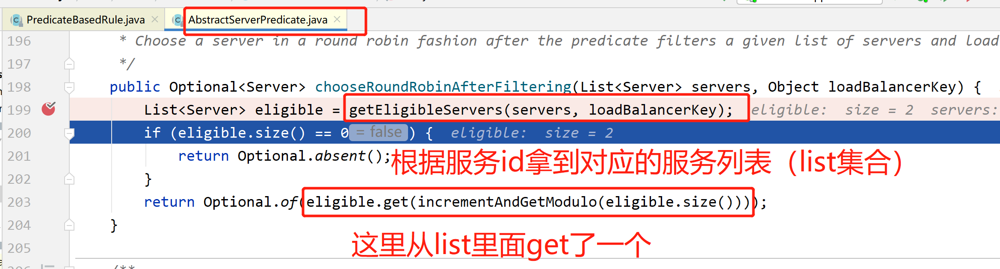 PredicateBasedRule.java
AbstractServerPredicate.java
196 * Choose a server in a round robin fashion after the predicate filters a given list of servers and load
197 */
198 public Optional<Server> chooseRoundRobinAfterFiltering(List<Server> servers, Object loadBalancerKey) {
199 List<Server> eligible = getEligibleServers(servers, loadBalancerKey); eligible: size = 2 servers:
200 if (eligible.size() == 0 = false ) { eligible: size = 2
201 return Optional.absent();
根据服务id拿到对应的服务列表（list集合）
202 }
203 return Optional.of(eligible.get(incrementAndGetModulo(eligible.size())));
204 }
这里从list里面get了一个
205
/**